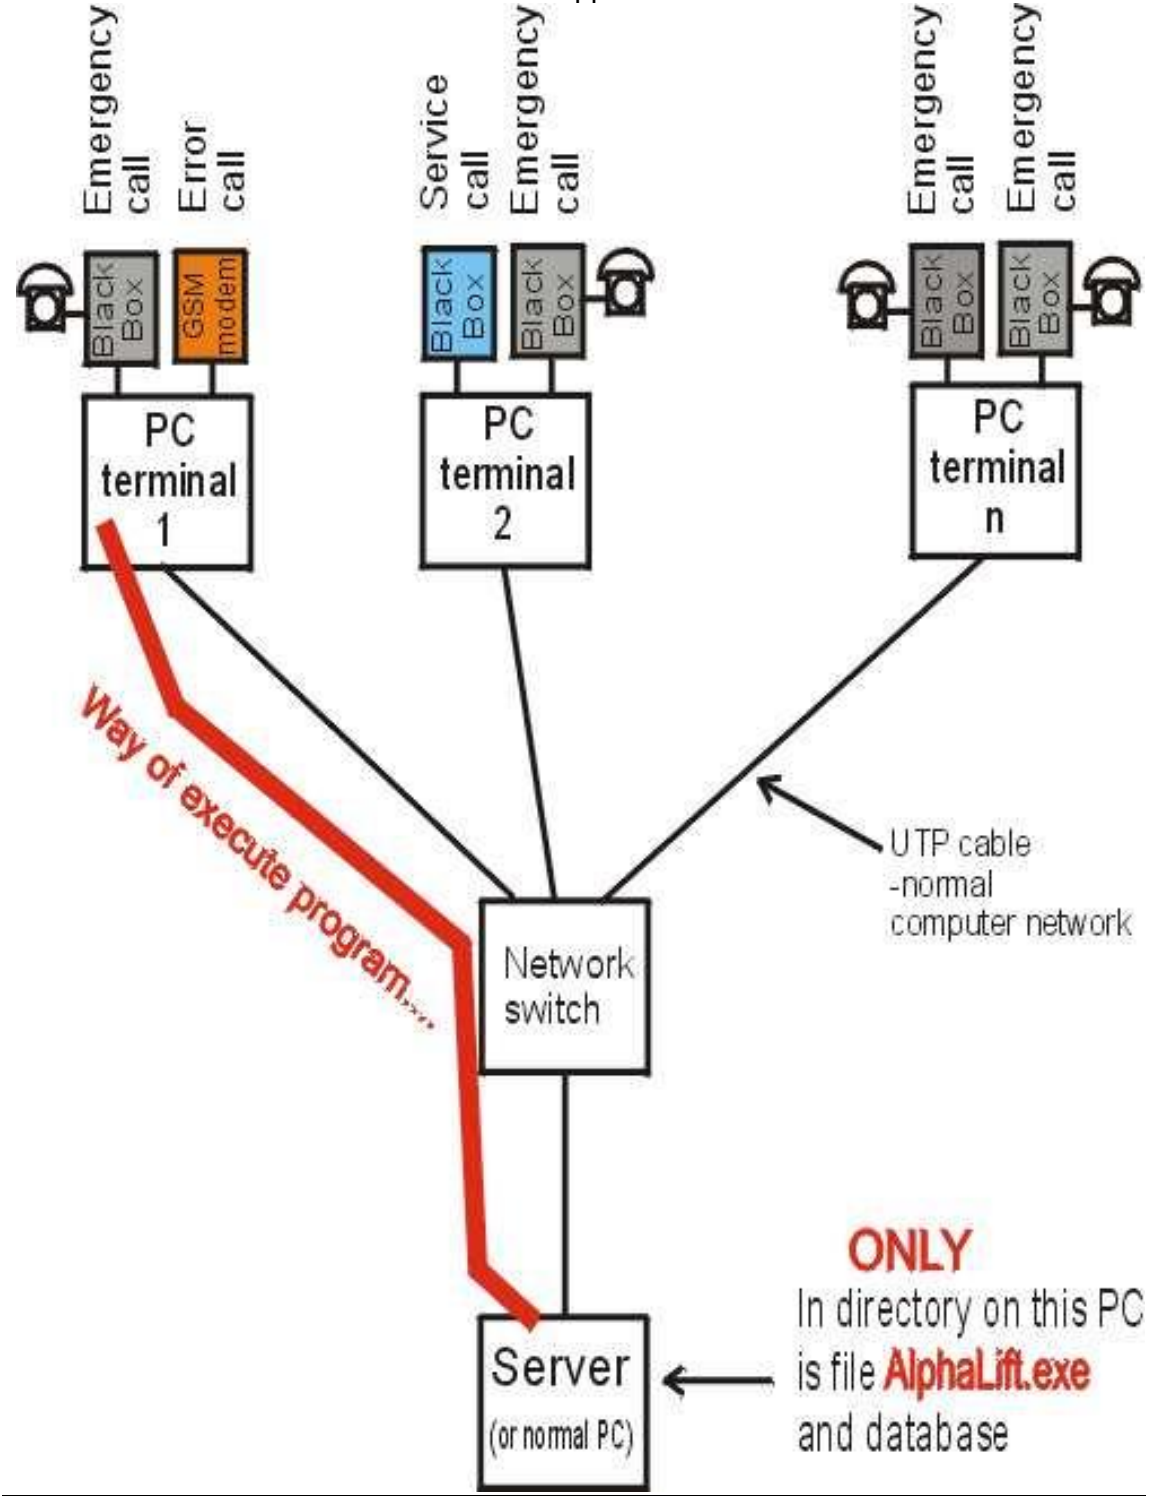 Emergency
call
Error
call
Service
call
Emergency
call
Emergency
call
Emergency
call
Black
Box
GSM
modem
Black
Box
Black
Box
Black
Box
Black
Box
PC
terminal
1
PC
terminal
2
PC
terminal
n
Way of execute program....
UTP cable
-normal
computer network
Network
switch
ONLY
In directory on this PC
is file AlphaLift.exe
and database
Server
(or normal PC)